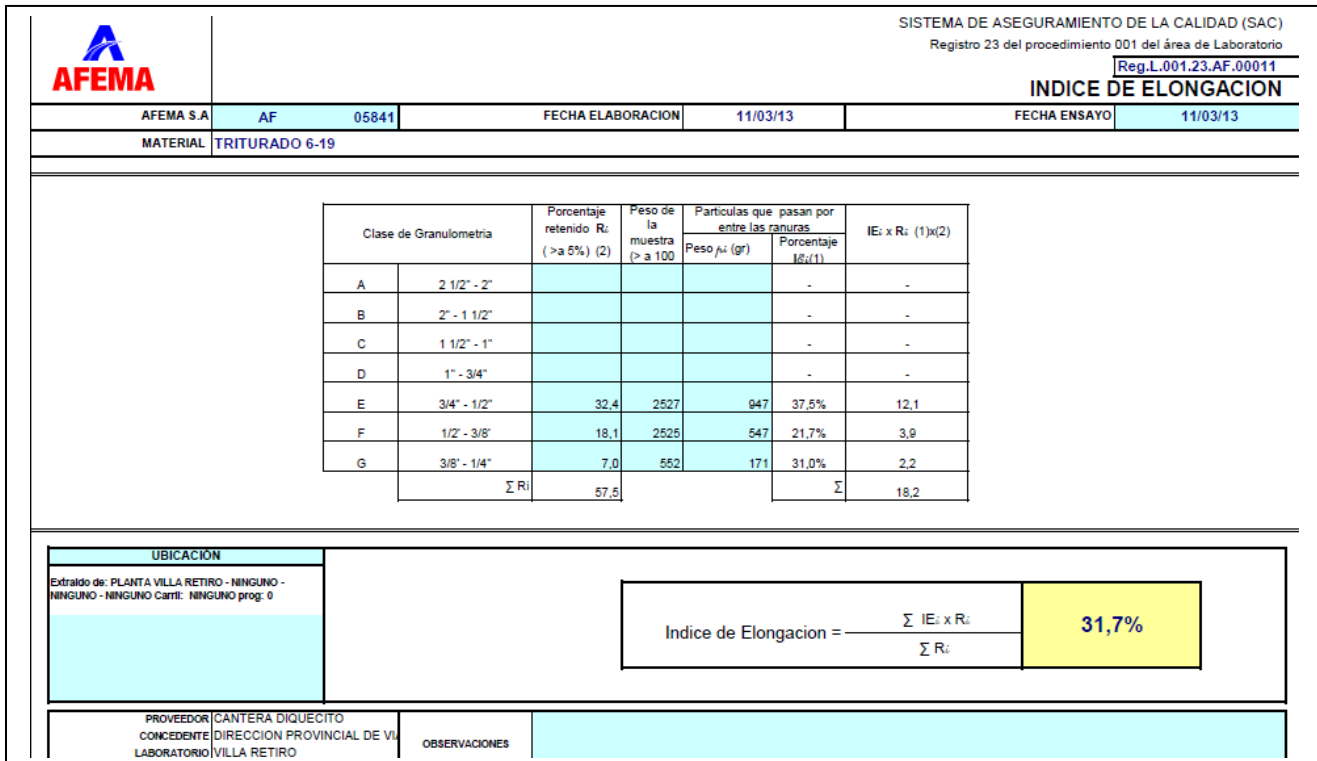 SISTEMA DE ASEGURAMIENTO DE LA CALIDAD (SAC)
Registro 23 del procedimiento 001 del área de Laboratorio
AFEMA
Reg.L.001.23.AF.00011
INDICE DE ELONGACION
AFEMA S.A AF 05841 FECHA ELABORACION 11/03/13 FECHA ENSAYO 11/03/13
MATERIAL TRITURADO 6-19
Clase de Granulometria
Porcentaje
retenido Ri
( >a 5%) (2)
Peso de
la
muestra
(> a 100
Particulas que pasan por
entre las ranuras
Peso pi (gr)
Porcentaje
(1)
IEi x Ri (1)x(2)
A 2 1/2" - 2" - -
B 2" - 1 1/2" - -
C 1 1/2" - 1" - -
D 1" - 3/4" - -
E 3/4" - 1/2" 32,4 2527 947 37,5% 12,1
F 1/2' - 3/8' 18,1 2525 547 21,7% 3,9
G 3/8' - 1/4" 7,0 552 171 31,0% 2,2
∑ Ri 57,5 Σ 18,2
UBICACIÓN
Extraído de: PLANTA VILLA RETIRO - NINGUNO -
NINGUNO - NINGUNO Carril: NINGUNO prog: 0
Indice de Elongacion =
∑ IEi x Ri
∑ Ri
31,7%
PROVEEDOR CANTERA DIQUECITO
CONCEDENTE DIRECCION PROVINCIAL DE VI
LABORATORIO VILLA RETIRO
OBSERVACIONES